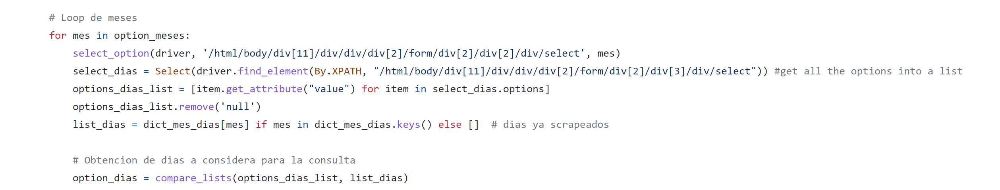 # Loop de meses
for mes in option_meses:
    select_option(driver, '/html/body/div[11]/div/div/div[2]/form/div[2]/div[2]/div/select', mes)
    select_dias = Select(driver.find_element(By.XPATH, "/html/body/div[11]/div/div/div[2]/form/div[2]/div[3]/div/select")) #get all the options into a list
    options_dias_list = [item.get_attribute("value") for item in select_dias.options]
    options_dias_list.remove('null')
    list_dias = dict_mes_dias[mes] if mes in dict_mes_dias.keys() else []  # dias ya scrapeados
    # Obtencion de dias a considera para la consulta
    option_dias = compare_lists(options_dias_list, list_dias)